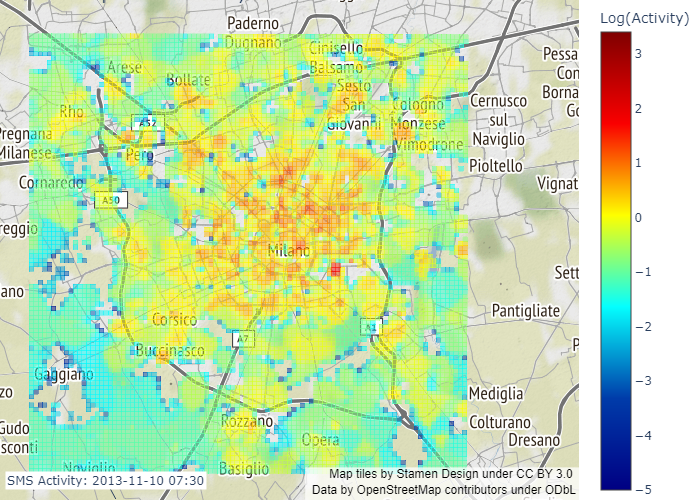 Log(Activity)
Paderno
Dugnano
Cinisello
Balsamo
Arese
Bollate
Sesto
San
Giovanni
Rho
Cologno
Monzese
Cernusco
sul
Naviglio
Pessa
Con
Borna
Go
A52
Pregnana
Milanese
Pero
Vimodrone
Pioltello
Cornaredo
A50
Vignat
reggio
Milano
Sett
ano
Pantigliate
Corsico
A7
A1
Buccinasco
Gaggiano
zo
Mediglia
Rozzano
Colturano
Gudo
sconti
Opera
Dresano
Noviglio
Basiglio
SMS Activity: 2013-11-10 07:30
Map tiles by Stamen Design under CC BY 3.0
Data by OpenStreetMap contributors under ODbL
3
2
1
0
−1
−2
−3
−4
−5